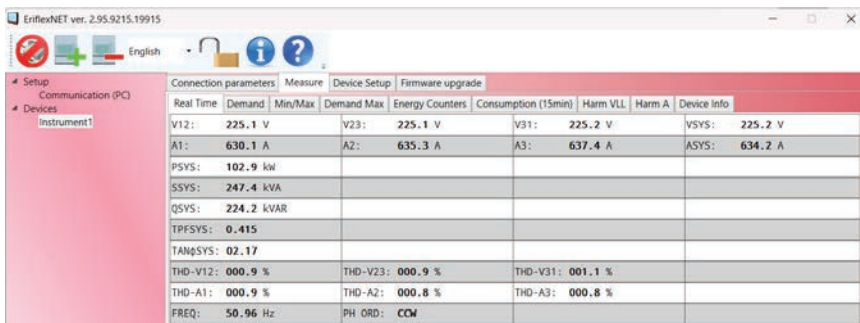 EriflexNET ver. 2.95.9215.19915
English
Setup
Communication (PC)
Devices
Instrument1
Connection parameters Measure Device Setup Firmware upgrade
Real Time Demand Min/Max Demand Max Energy Counters Consumption (15min) Harm VLL Harm A Device Info
V12: 225.1 V V23: 225.1 V V31: 225.2 V VSYS: 225.2 V
A1: 630.1 A A2: 635.3 A A3: 637.4 A ASYS: 634.2 A
PSYS: 102.9 kW
SSYS: 247.4 kVA
QSYS: 224.2 kVAR
TPFSYS: 0.415
TANϕSYS: 02.17
THD-V12: 000.9 % THD-V23: 000.9 % THD-V31: 001.1 %
THD-A1: 000.9 % THD-A2: 000.8 % THD-A3: 000.8 %
FREQ: 50.96 Hz PH ORD: CCW